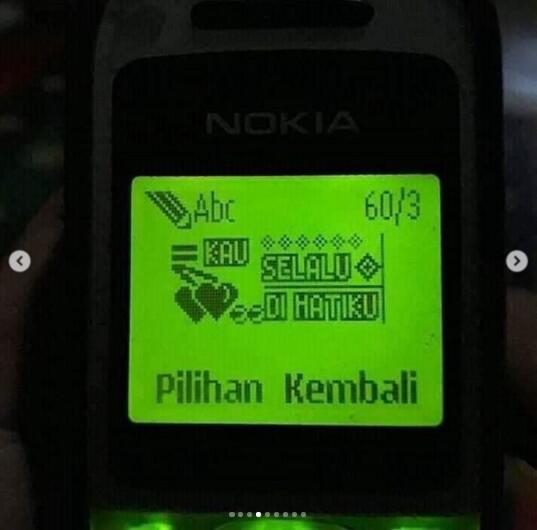 NOKIA
Abc 60/3
KAU
SELALU
DI HATIKU
Pilihan Kembali